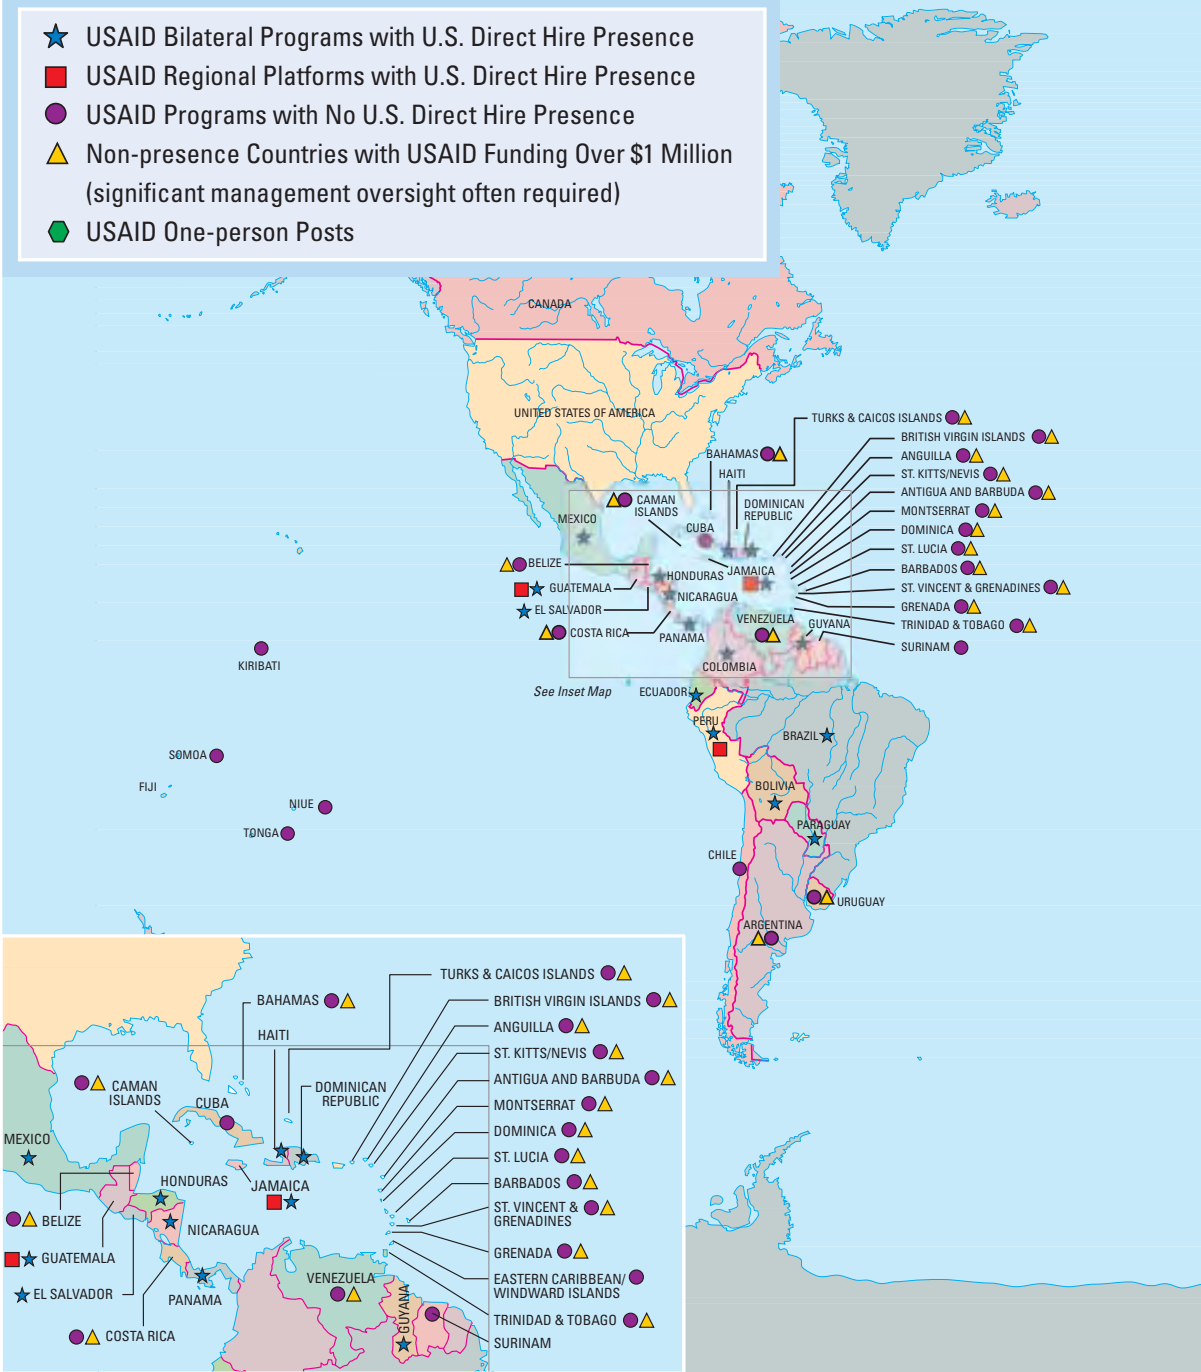 USAID Bilateral Programs with U.S. Direct Hire Presence
USAID Regional Platforms with U.S. Direct Hire Presence
USAID Programs with No U.S. Direct Hire Presence
Non-presence Countries with USAID Funding Over $1 Million
(significant management oversight often required)
USAID One-person Posts
CANADA
UNITED STATES OF AMERICA
TURKS & CAICOS ISLANDS
BRITISH VIRGIN ISLANDS
BAHAMAS
ANGUILLA
HAITI
ST. KITTS/NEVIS
ANTIGUA AND BARBUDA
CAMAN
ISLANDS
DOMINICAN
REPUBLIC
MONTSERRAT
MEXICO
CUBA
DOMINICA
ST. LUCIA
BELIZE
JAMAICA
BARBADOS
HONDURAS
GUATEMALA
ST. VINCENT & GRENADINES
NICARAGUA
EL SALVADOR
GRENADA
VENEZUELA
GUYANA
TRINIDAD & TOBAGO
COSTA RICA
PANAMA
SURINAM
KIRIBATI
COLOMBIA
See Inset Map
ECUADOR
PERU
BRAZIL
SOMOA
FIJI
BOLIVIA
NIUE
TONGA
PARAGUAY
CHILE
URUGUAY
ARGENTINA
TURKS & CAICOS ISLANDS
BAHAMAS
BRITISH VIRGIN ISLANDS
HAITI
ANGUILLA
ST. KITTS/NEVIS
CAMAN
ISLANDS
DOMINICAN
REPUBLIC
ANTIGUA AND BARBUDA
CUBA
MONTSERRAT
MEXICO
DOMINICA
ST. LUCIA
HONDURAS
JAMAICA
BARBADOS
BELIZE
ST. VINCENT &
GRENADINES
NICARAGUA
GUATEMALA
GRENADA
VENEZUELA
EASTERN CARIBBEAN/
WINDWARD ISLANDS
EL SALVADOR
PANAMA
GUYANA
TRINIDAD & TOBAGO
COSTA RICA
SURINAM